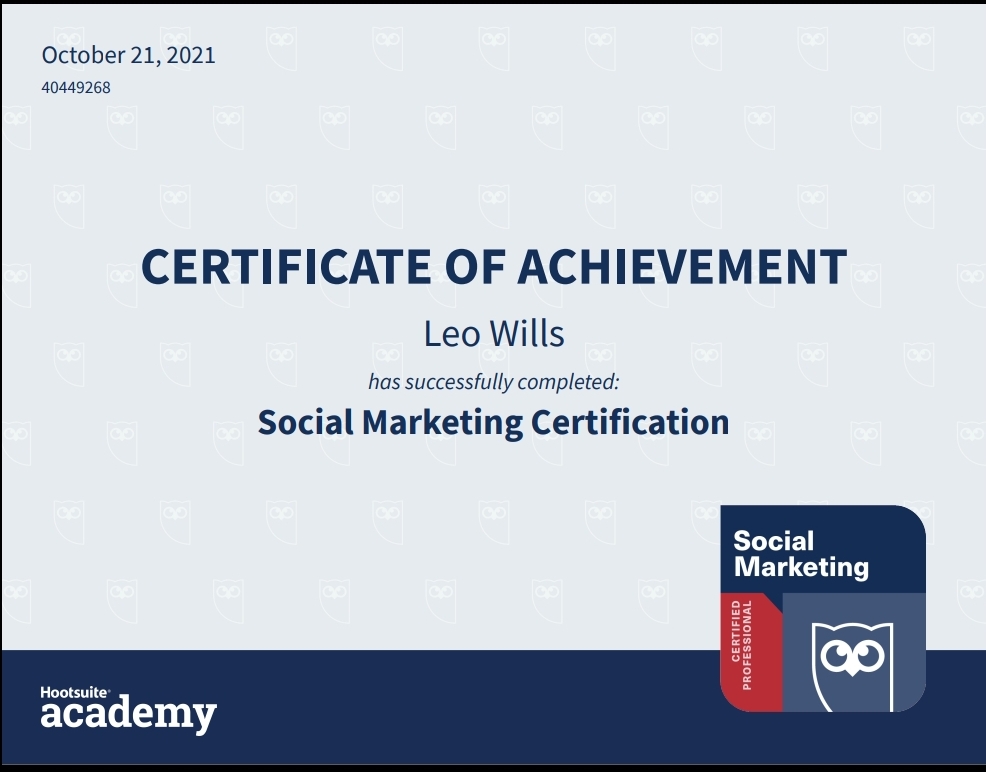 October 21, 2021
40449268
CERTIFICATE OF ACHIEVEMENT
Leo Wills
has successfully completed:
Social Marketing Certification
Social
Marketing
CERTIFIED
PROFESSIONAL
Hootsuite®
academy